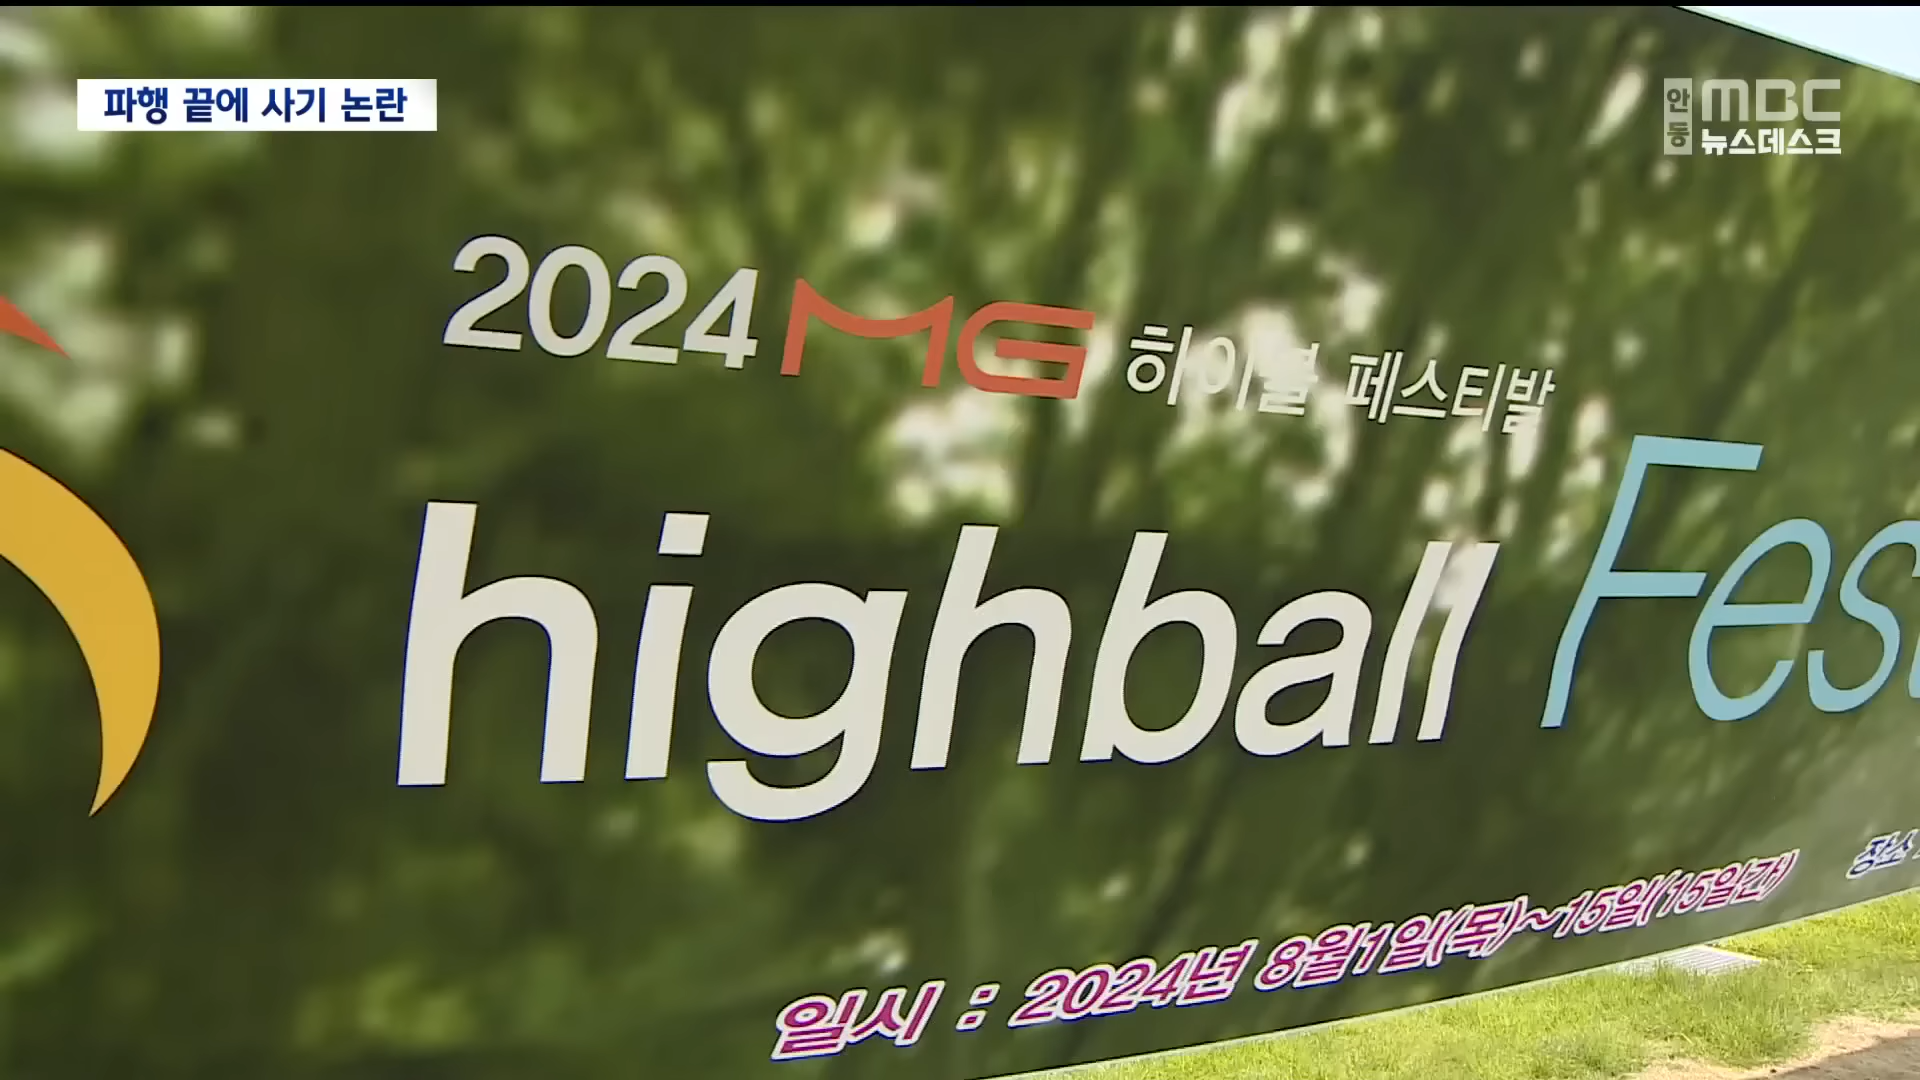 파행 끝에 사기 논란
안동 MBC
뉴스데스크
2024 MG 하이볼 페스티발
highball Fes
일시 : 2024년 8월1일(목)~15일(15일간)
장소